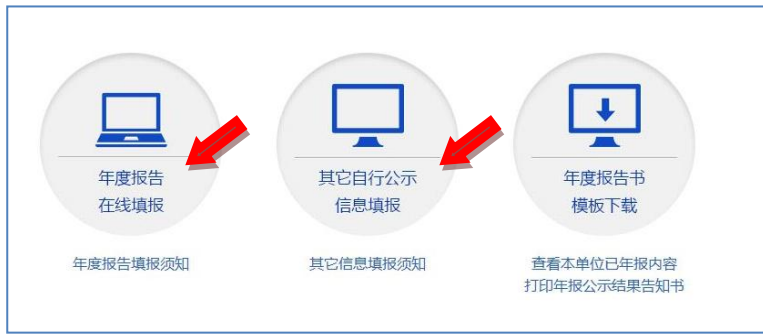 年度报告
在线填报
其它自行公示
信息填报
年度报告书
模板下载
年度报告填报须知
其它信息填报须知
查看本单位已年报内容
打印年报公示结果告知书